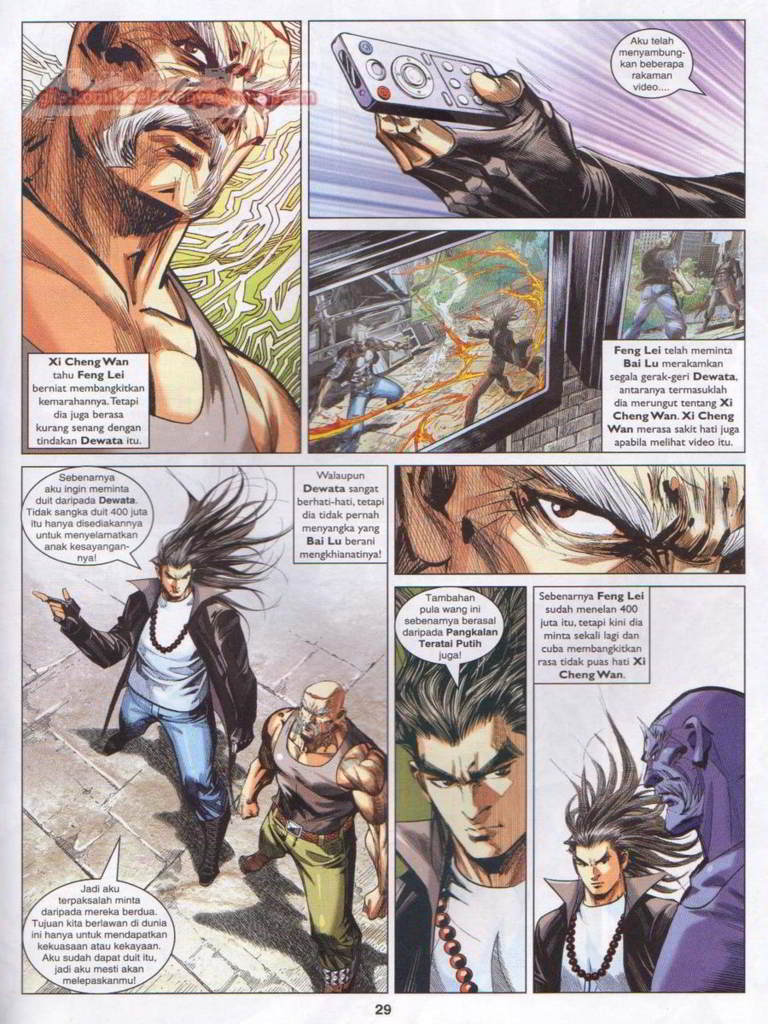 Aku telah
menyambung-
kan beberapa
rakaman
video....
Xi Cheng Wan
tahu Feng Lei
berniat membangkitkan
kemarahannya. Tetapi
dia juga berasa
kurang senang dengan
tindakan Dewata itu.
Feng Lei telah meminta
Bai Lu merakamkan
segala gerak-geri Dewata,
antaranya termasuklah
dia merungut tentang Xi
Cheng Wan. Xi Cheng
Wan merasa sakit hati juga
apabila melihat video itu.
Sebenarnya
aku ingin meminta
duit daripada Dewata.
Tidak sangka duit 400 juta
itu hanya disediakannya
untuk menyelamatkan
anak kesayangan-
nya!
Walaupun
Dewata sangat
berhati-hati, tetapi
dia tidak pernah
menyangka yang
Bai Lu berani
mengkhianatinya!
Jadi aku
terpaksalah minta
daripada mereka berdua.
Tujuan kita berlawan di dunia
ini hanya untuk mendapatkan
kekuasaan atau kekayaan.
Aku sudah dapat duit itu,
jadi aku mesti akan
melepaskanmu!
Tambahan
pula wang ini
sebenarnya berasal
daripada Pangkalan
Teratai Putih
juga!
Sebenarnya Feng Lei
sudah menelan 400
juta itu, tetapi kini dia
minta sekali lagi dan
cuba membangkitkan
rasa tidak puas hati Xi
Cheng Wan.
29